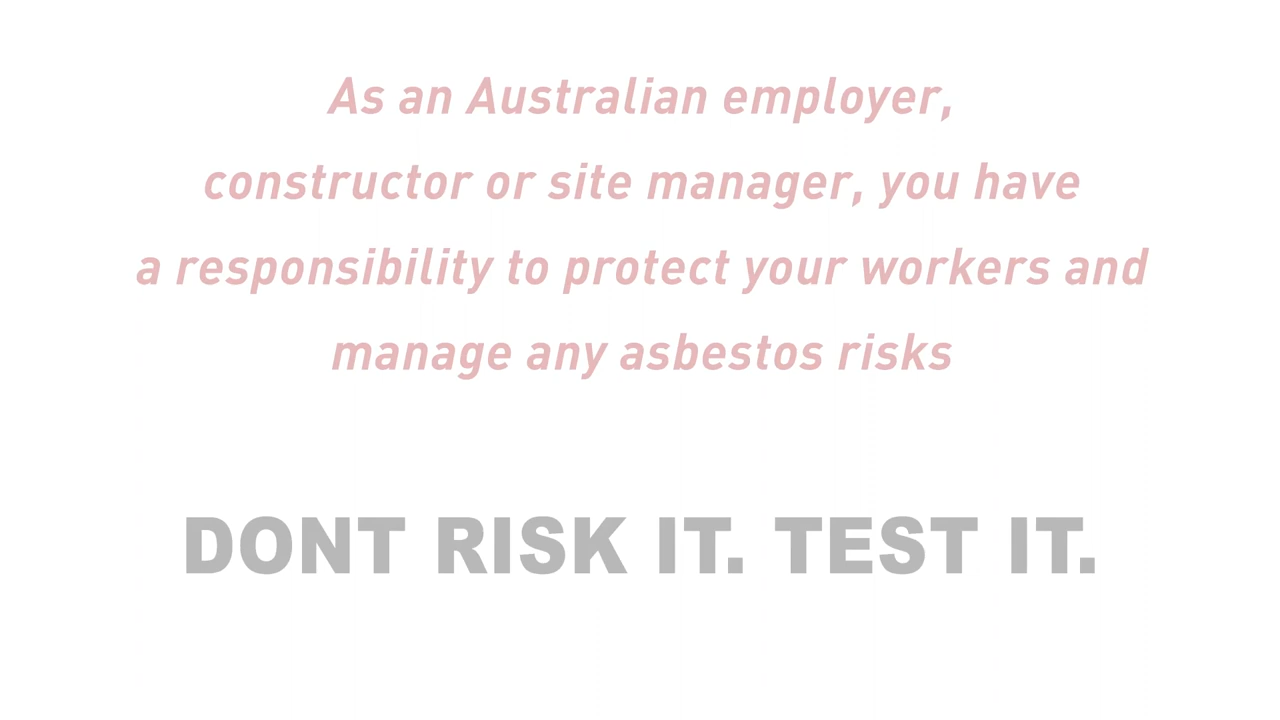 As an Australian employer,
constructor or site manager, you have
a responsibility to protect your workers and
manage any asbestos risks
DONT RISK IT. TEST IT.